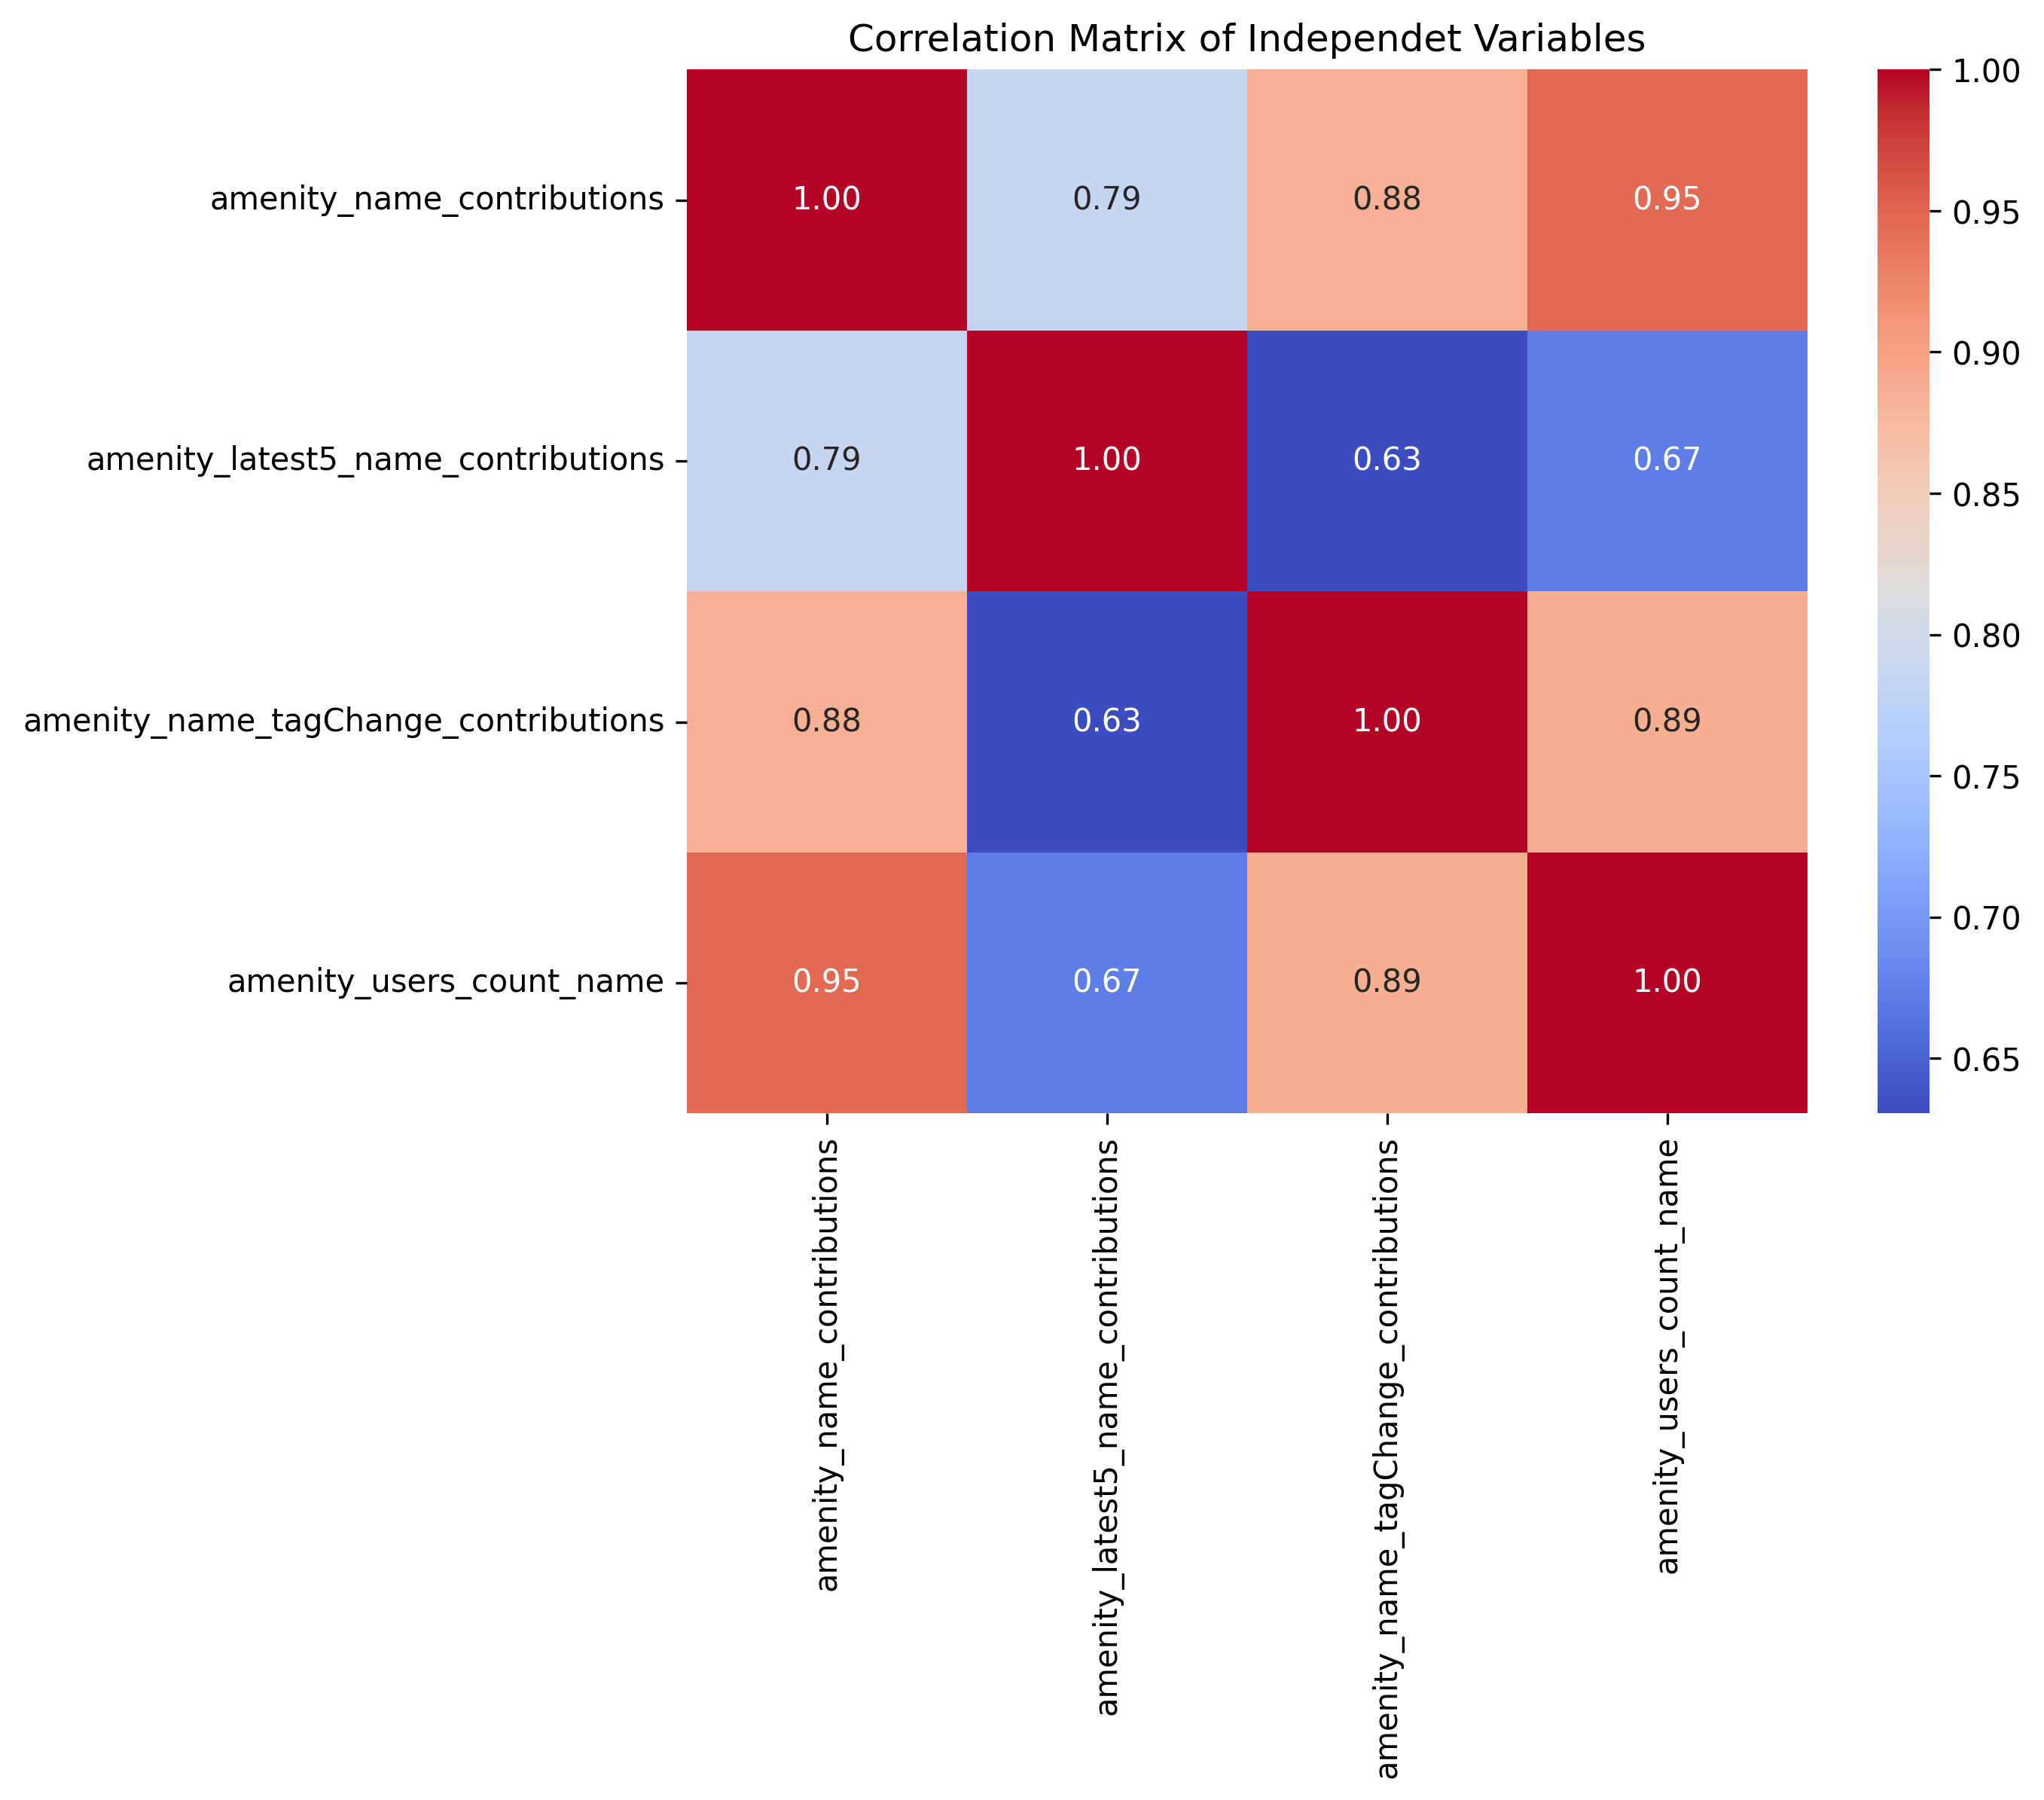 Correlation Matrix of Independet Variables
amenity_name_contributions
1.00 0.79 0.88 0.95
amenity_latest5_name_contributions
0.79 1.00 0.63 0.67
amenity_name_tagChange_contributions
0.88 0.63 1.00 0.89
amenity_users_count_name
0.95 0.67 0.89 1.00
amenity_name_contributions
amenity_latest5_name_contributions
amenity_name_tagChange_contributions
amenity_users_count_name
1.00
0.95
0.90
0.85
0.80
0.75
0.70
0.65